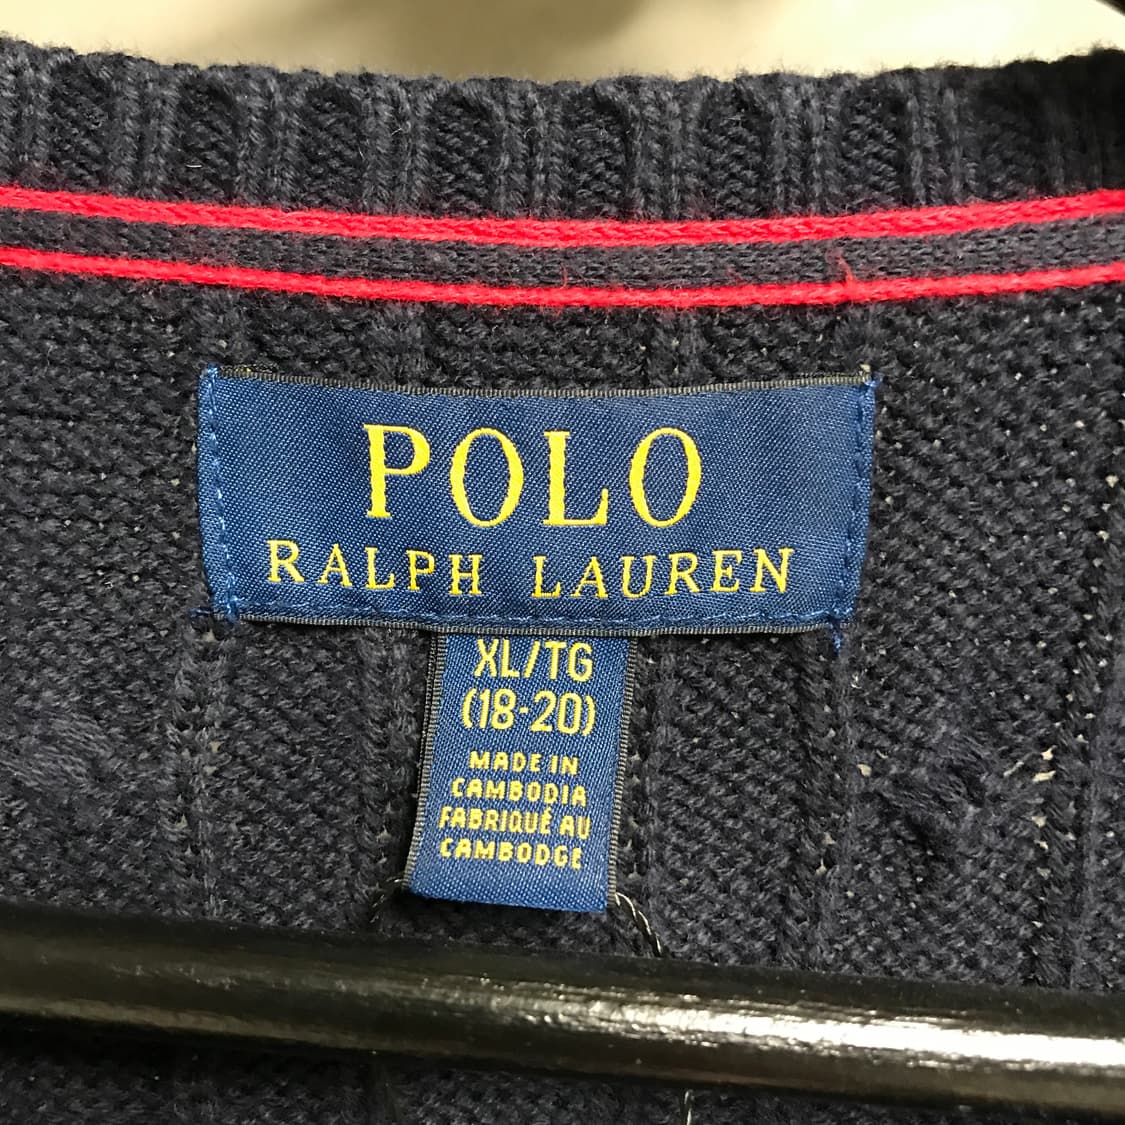 POLO
RALPH LAUREN
XL/TG
(18-20)
MADE IN
CAMBODIA
FABRIQUÉ AU
CAMBODGE